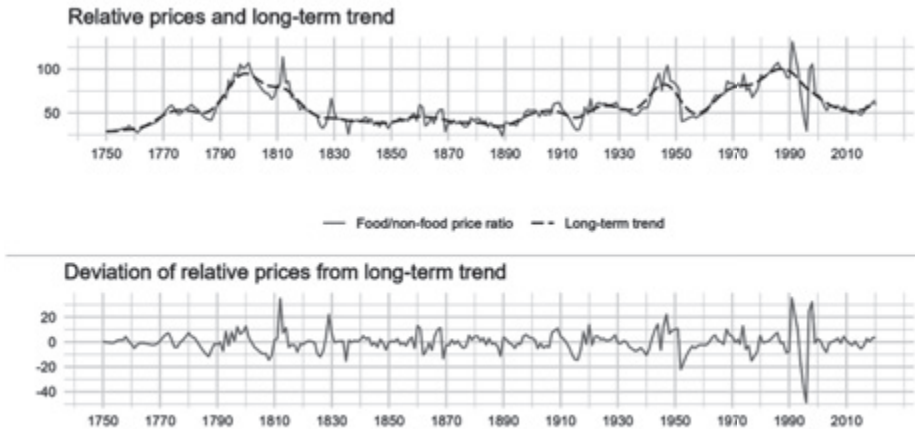 Relative prices and long-term trend
100
50
1750 1770 1790 1810 1830 1850 1870 1890 1910 1930 1950 1970 1990 2010
Food/non-food price ratio Long-term trend
Deviation of relative prices from long-term trend
20
0
-20
-40
1750 1770 1790 1810 1830 1850 1870 1890 1910 1930 1950 1970 1990 2010